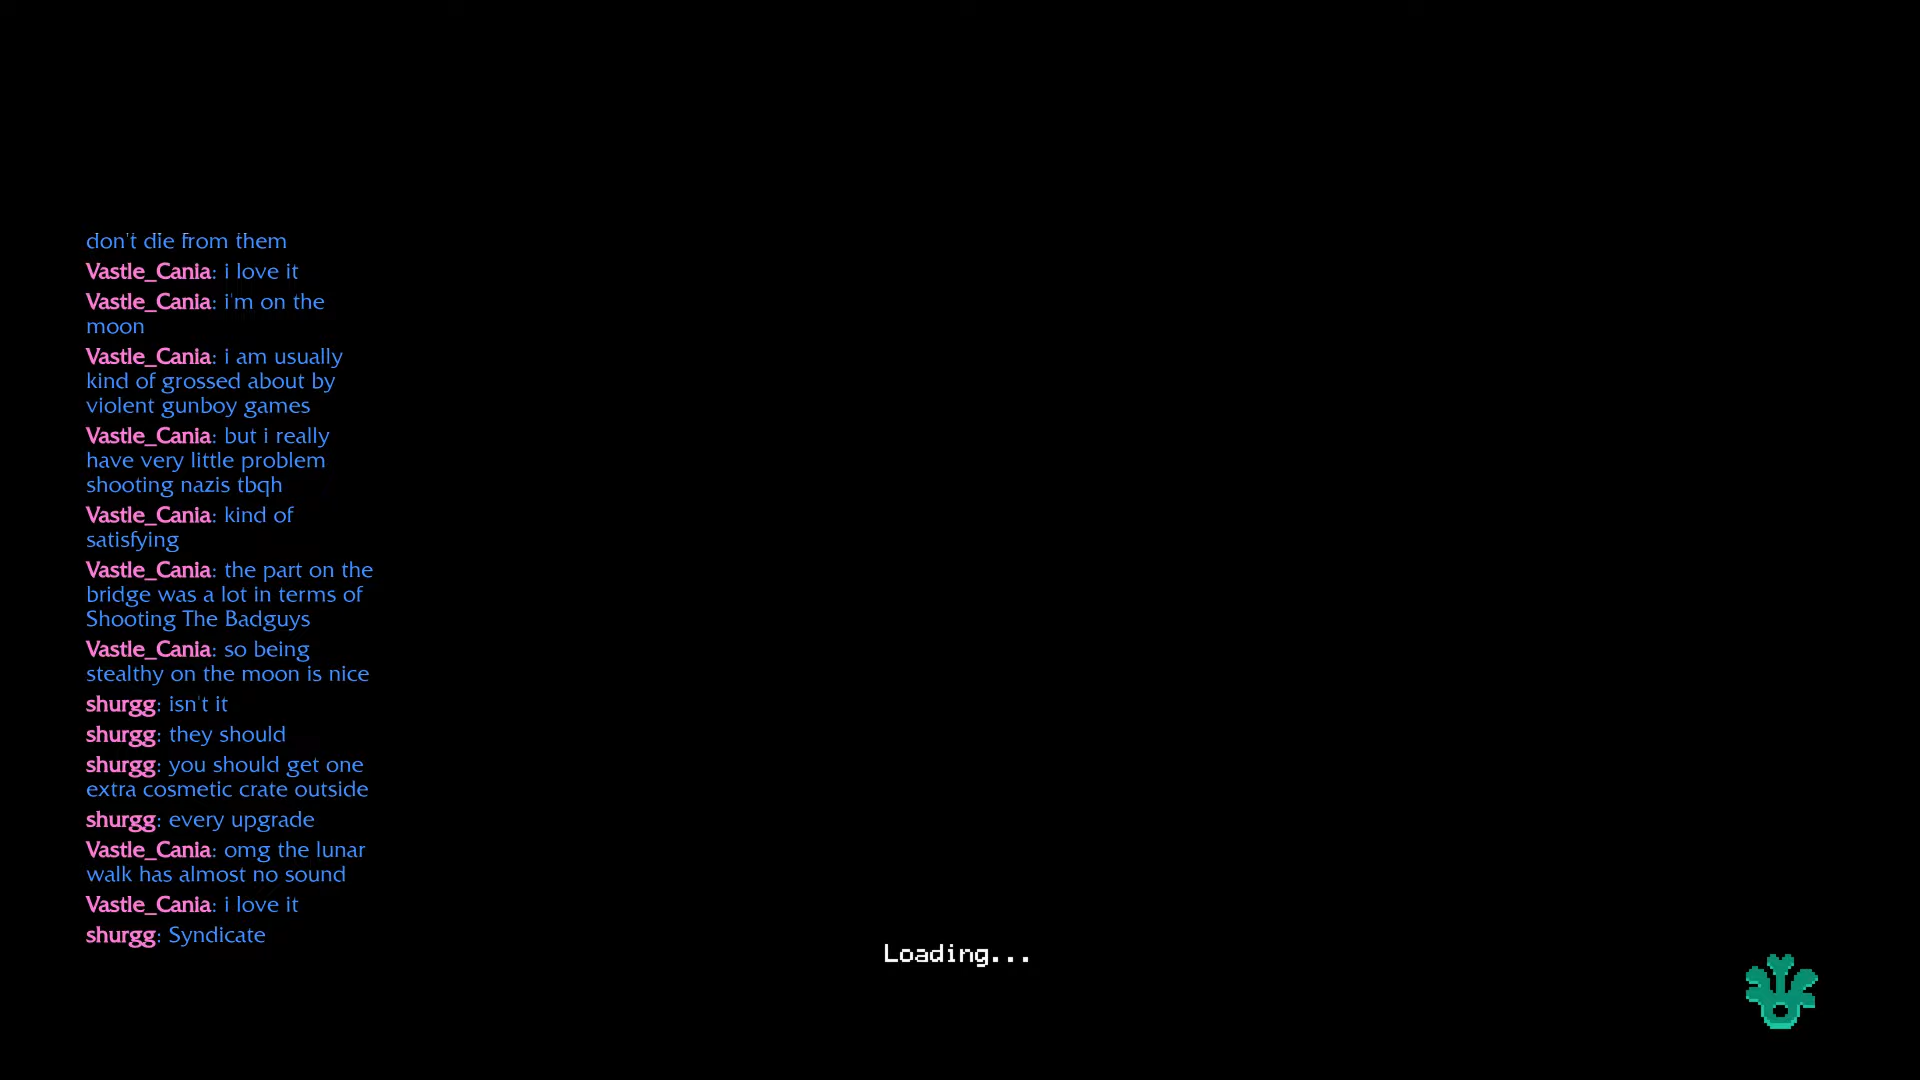 don't die from them
Vastle_Cania: i love it
Vastle_Cania: i'm on the
moon
Vastle_Cania: i am usually
kind of grossed about by
violent gunboy games
Vastle_Cania: but i really
have very little problem
shooting nazis tbqh
Vastle_Cania: kind of
satisfying
Vastle_Cania: the part on the
bridge was a lot in terms of
Shooting The Badguys
Vastle_Cania: so being
stealthy on the moon is nice
shurgg: isn't it
shurgg: they should
shurgg: you should get one
extra cosmetic crate outside
shurgg: every upgrade
Vastle_Cania: omg the lunar
walk has almost no sound
Vastle_Cania: i love it
shurgg: Syndicate
Loading...